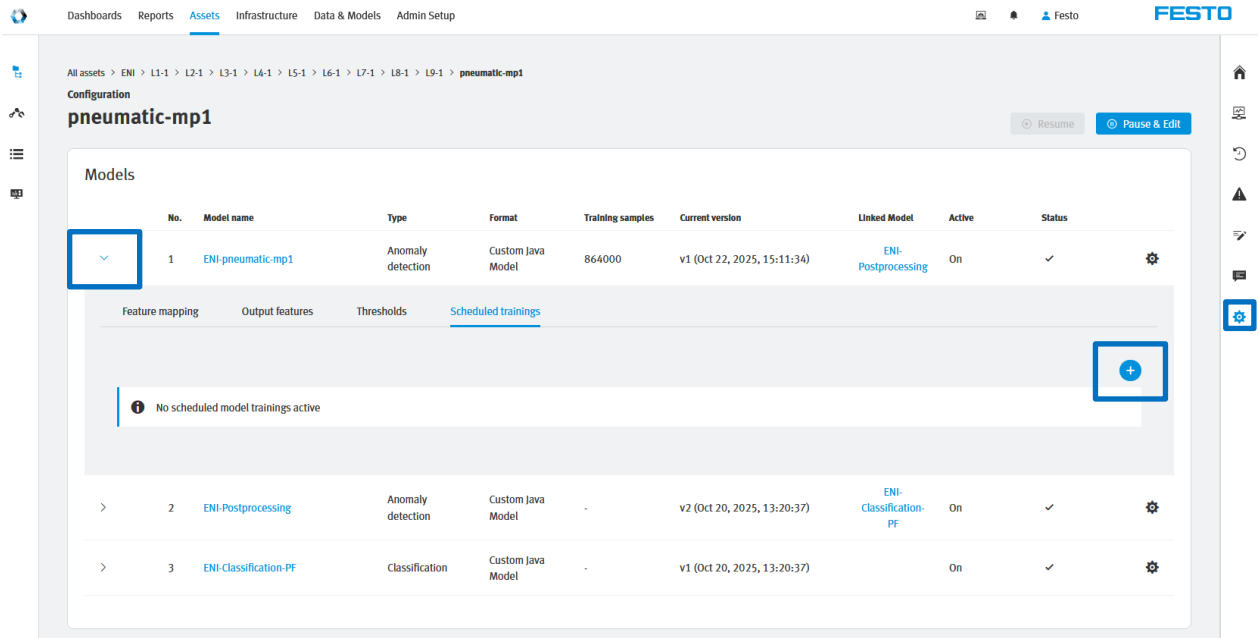 Dashboards Reports Assets Infrastructure Data & Models Admin Setup Festo FESTO
All assets > ENI > L1-1 > L2-1 > L3-1 > L4-1 > L5-1 > L6-1 > L7-1 > L8-1 > L9-1 > pneumatic-mp1
Configuration
pneumatic-mp1
Resume Pause & Edit
Models
No. Model name Type Format Training samples Current version Linked Model Active Status
1 ENI-pneumatic-mp1 Anomaly detection Custom Java Model 864000 v1 (Oct 22, 2025, 15:11:34) ENI-Postprocessing On
Feature mapping Output features Thresholds Scheduled trainings
No scheduled model trainings active
2 ENI-Postprocessing Anomaly detection Custom Java Model - v2 (Oct 20, 2025, 13:20:37) ENI-Classification-PF On
3 ENI-Classification-PF Classification Custom Java Model - v1 (Oct 20, 2025, 13:20:37) On